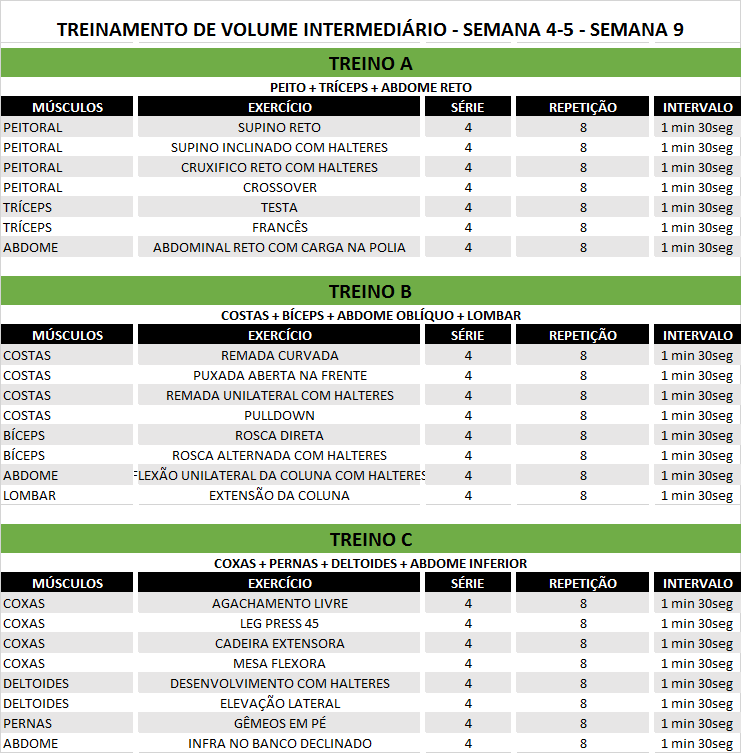 TREINAMENTO DE VOLUME INTERMEDIÁRIO - SEMANA 4-5 - SEMANA 9
TREINO A
PEITO + TRÍCEPS + ABDOME RETO
MÚSCULOS EXERCÍCIO SÉRIE REPETIÇÃO INTERVALO
PEITORAL SUPINO RETO 4 8 1 min 30seg
PEITORAL SUPINO INCLINADO COM HALTERES 4 8 1 min 30seg
PEITORAL CRUXIFICO RETO COM HALTERES 4 8 1 min 30seg
PEITORAL CROSSOVER 4 8 1 min 30seg
TRÍCEPS TESTA 4 8 1 min 30seg
TRÍCEPS FRANCÊS 4 8 1 min 30seg
ABDOME ABDOMINAL RETO COM CARGA NA POLIA 4 8 1 min 30seg
TREINO B
COSTAS + BÍCEPS + ABDOME OBLÍQUO + LOMBAR
MÚSCULOS EXERCÍCIO SÉRIE REPETIÇÃO INTERVALO
COSTAS REMADA CURVADA 4 8 1 min 30seg
COSTAS PUXADA ABERTA NA FRENTE 4 8 1 min 30seg
COSTAS REMADA UNILATERAL COM HALTERES 4 8 1 min 30seg
COSTAS PULLDOWN 4 8 1 min 30seg
BÍCEPS ROSCA DIRETA 4 8 1 min 30seg
BÍCEPS ROSCA ALTERNADA COM HALTERES 4 8 1 min 30seg
ABDOME FLEXÃO UNILATERAL DA COLUNA COM HALTERES 4 8 1 min 30seg
LOMBAR EXTENSÃO DA COLUNA 4 8 1 min 30seg
TREINO C
COXAS + PERNAS + DELTOIDES + ABDOME INFERIOR
MÚSCULOS EXERCÍCIO SÉRIE REPETIÇÃO INTERVALO
COXAS AGACHAMENTO LIVRE 4 8 1 min 30seg
COXAS LEG PRESS 45 4 8 1 min 30seg
COXAS CADEIRA EXTENSORA 4 8 1 min 30seg
COXAS MESA FLEXORA 4 8 1 min 30seg
DELTOIDES DESENVOLVIMENTO COM HALTERES 4 8 1 min 30seg
DELTOIDES ELEVAÇÃO LATERAL 4 8 1 min 30seg
PERNAS GÊMEOS EM PÉ 4 8 1 min 30seg
ABDOME INFRA NO BANCO DECLINADO 4 8 1 min 30seg